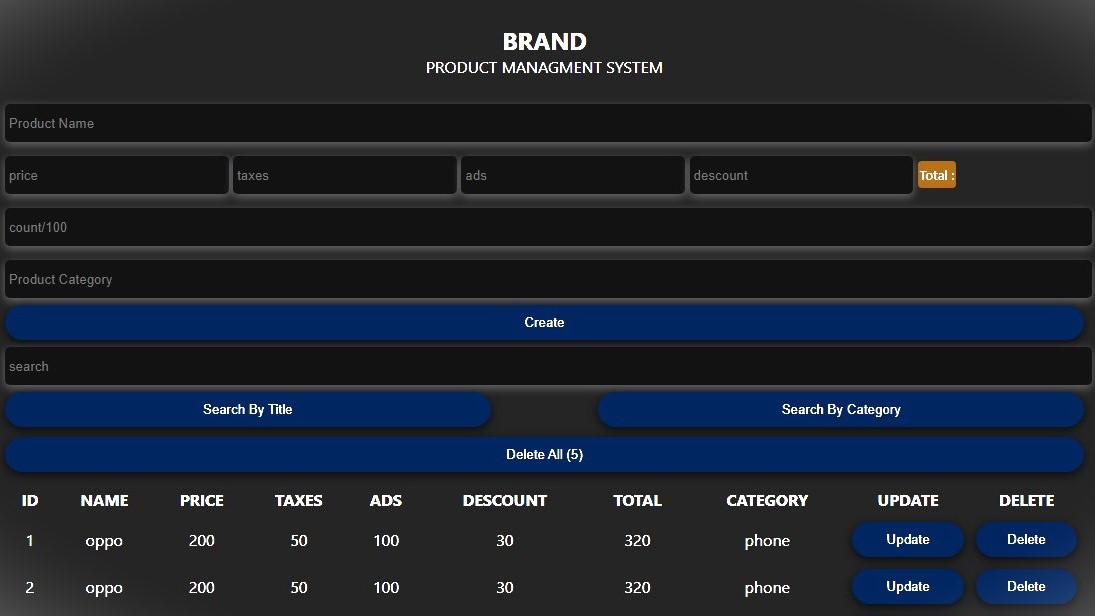 BRAND
PRODUCT MANAGMENT SYSTEM
Product Name
price taxes ads descount Total :
count/100
Product Category
Create
search
Search By Title Search By Category
Delete All (5)
ID NAME PRICE TAXES ADS DESCOUNT TOTAL CATEGORY UPDATE DELETE
1 oppo 200 50 100 30 320 phone Update Delete
2 oppo 200 50 100 30 320 phone Update Delete